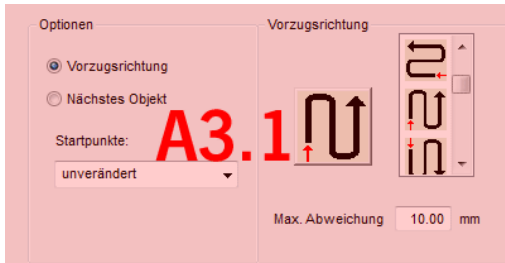 Optionen
Vorzugsrichtung
Nächstes Objekt
Startpunkte:
unverändert
A3.1
Vorzugsrichtung
Max. Abweichung 10.00 mm